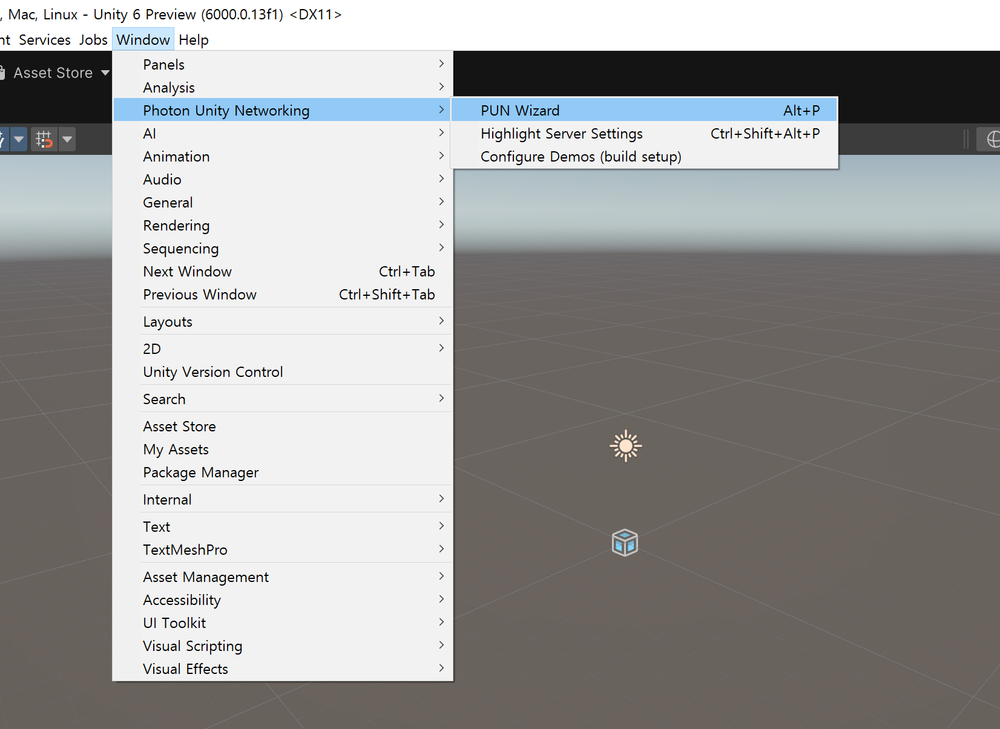 , Mac, Linux - Unity 6 Preview (6000.0.13f1) <DX11>
nt Services Jobs Window Help
Asset Store
Panels
Analysis
Photon Unity Networking
PUN Wizard Alt+P
AI
Highlight Server Settings Ctrl+Shift+Alt+P
Animation
Configure Demos (build setup)
Audio
General
Rendering
Sequencing
Next Window Ctrl+Tab
Previous Window Ctrl+Shift+Tab
Layouts
2D
Unity Version Control
Search
Asset Store
My Assets
Package Manager
Internal
Text
TextMeshPro
Asset Management
Accessibility
UI Toolkit
Visual Scripting
Visual Effects